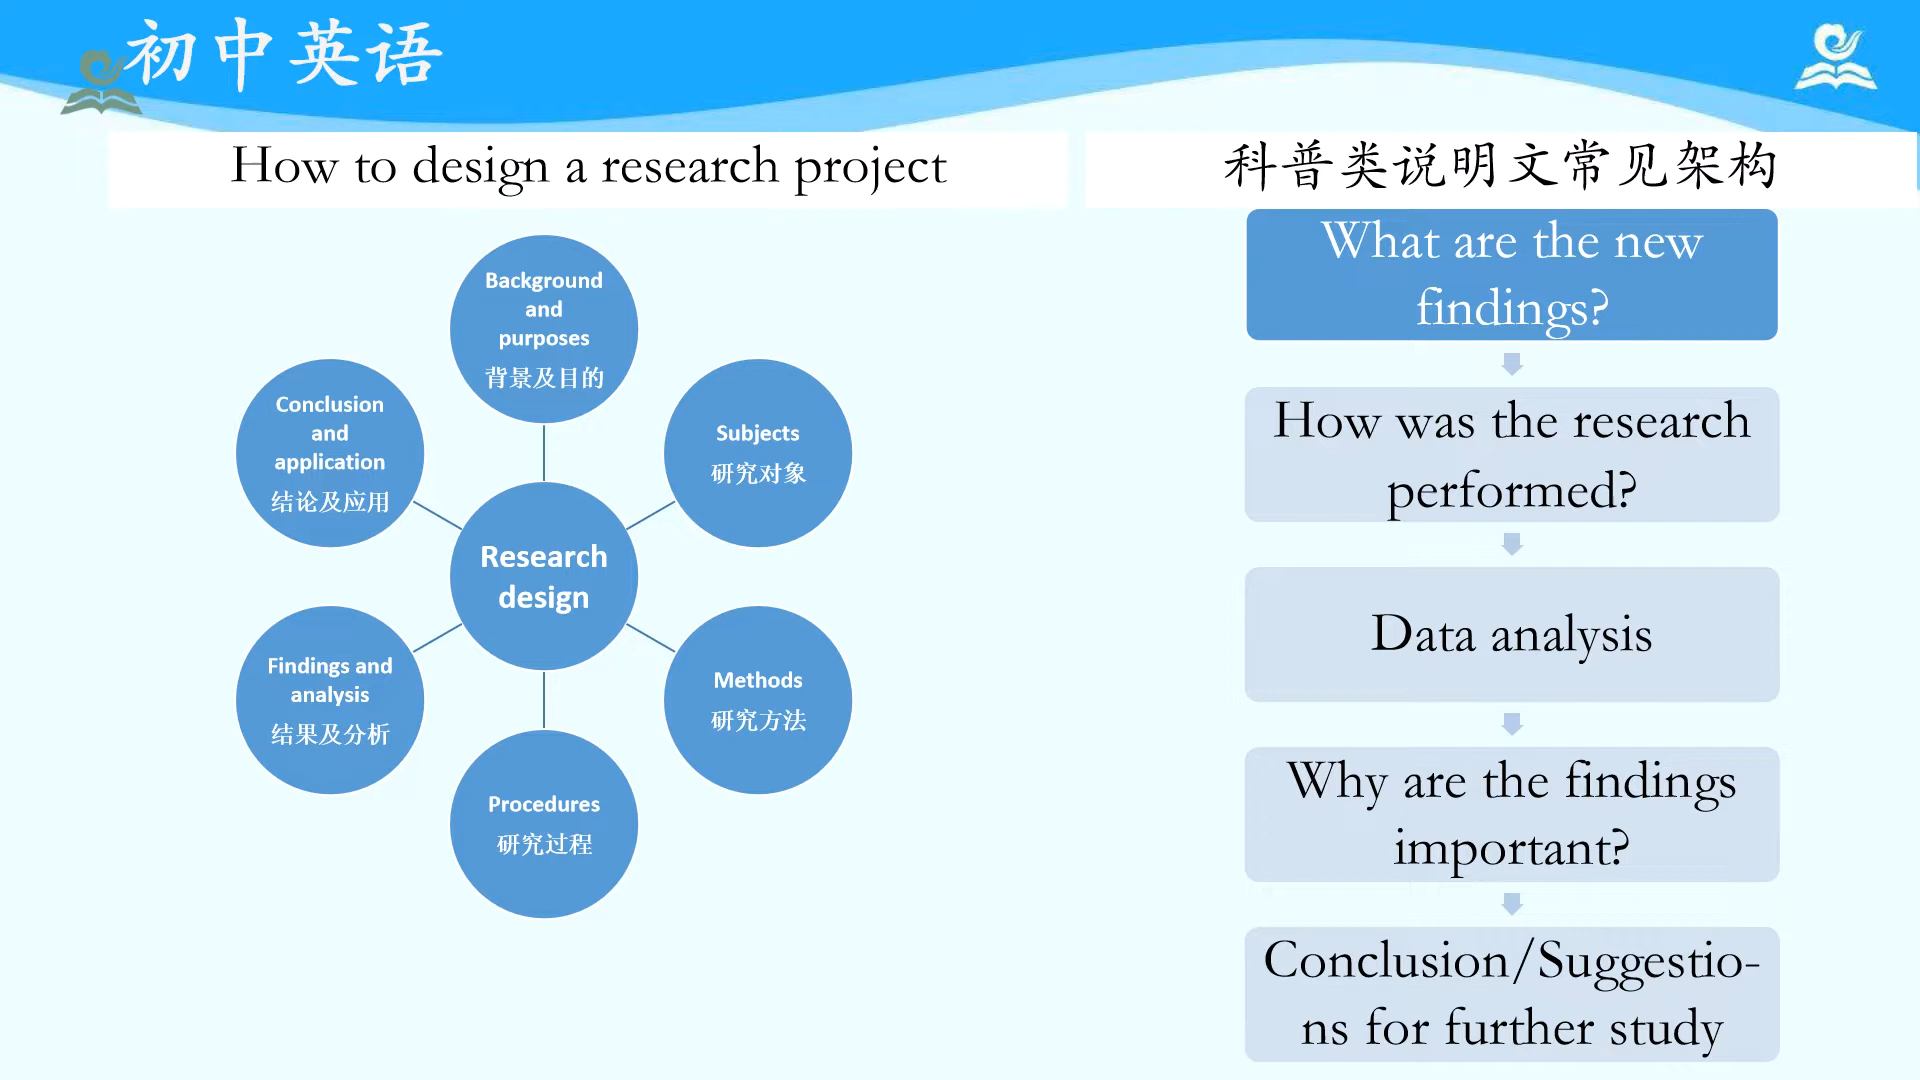 初中英语
How to design a research project
Background
and
purposes
背景及目的
Subjects
研究对象
Methods
研究方法
Procedures
研究过程
Findings and
analysis
结果及分析
Conclusion
and
application
结论及应用
Research
design
科普类说明文常见架构
What are the new
findings?
How was the research
performed?
Data analysis
Why are the findings
important?
Conclusion/Suggestio-
ns for further study